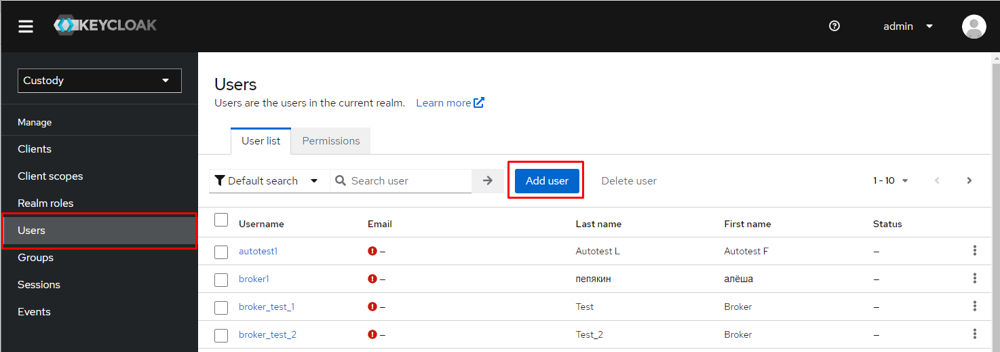 KEYCLOAK
admin
Custody
Manage
Clients
Client scopes
Realm roles
Users
Groups
Sessions
Events
Users
Users are the users in the current realm. Learn more
User list Permissions
Default search Search user Add user Delete user 1 - 10
Username Email Last name First name Status
autotest1 – Autotest L Autotest F –
broker1 – пепякин алёша –
broker_test_1 – Test Broker –
broker_test_2 – Test_2 Broker –